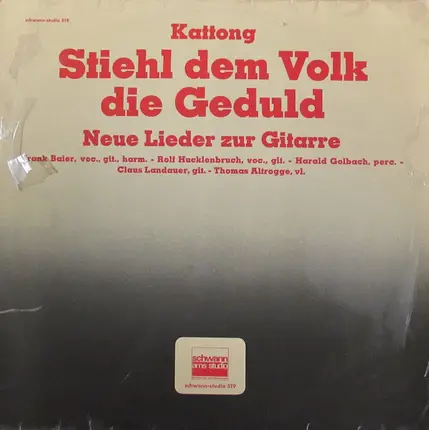 schwann-studio 519
Kattong
Stiehl dem Volk
die Geduld
Neue Lieder zur Gitarre
rank Baier, voc., git., harm. - Rolf Hucklenbruch, voc., git. - Harald Golbach, perc. -
Claus Landauer, git. - Thomas Altrogge, vl.
schwann
ams studio
schwann-studio 519